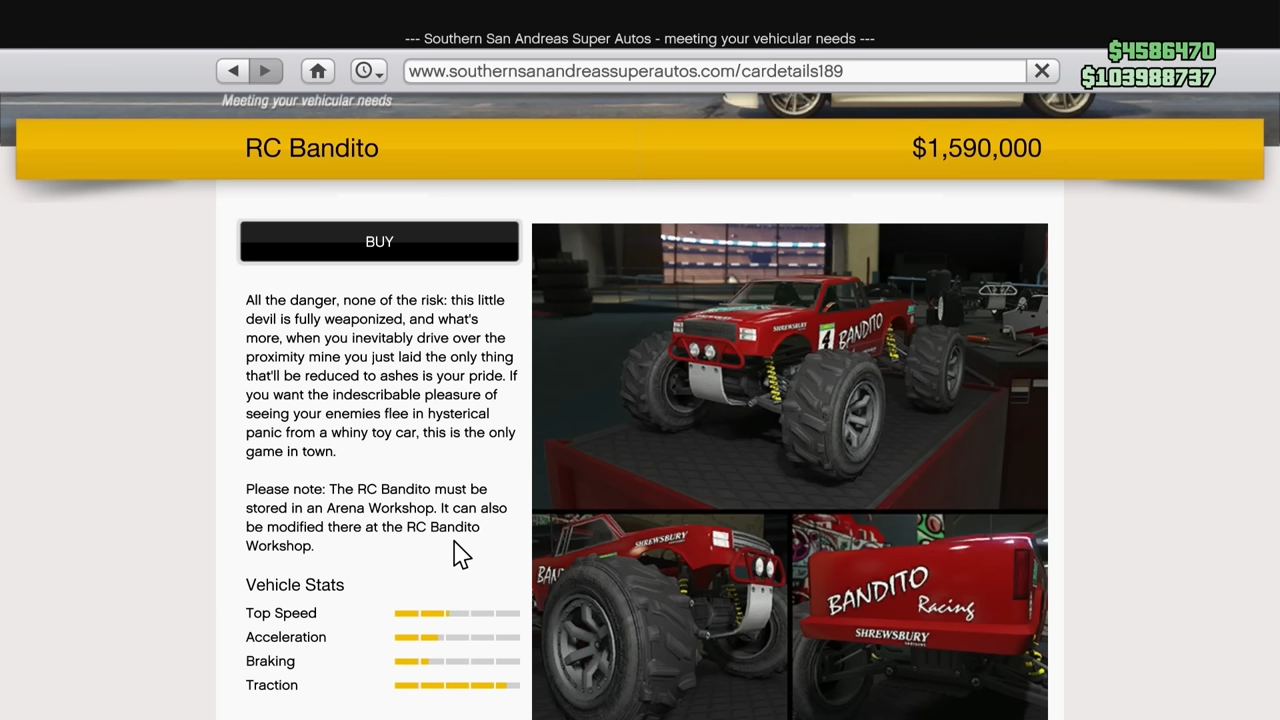 --- Southern San Andreas Super Autos - meeting your vehicular needs ---
$4586470
www.southernsanandreassuperautos.com/cardetails189
$103988737
Meeting your vehicular needs
RC Bandito
$1,590,000
BUY
All the danger, none of the risk: this little
devil is fully weaponized, and what's
more, when you inevitably drive over the
proximity mine you just laid the only thing
that'll be reduced to ashes is your pride. If
you want the indescribable pleasure of
seeing your enemies flee in hysterical
panic from a whiny toy car, this is the only
game in town.
Please note: The RC Bandito must be
stored in an Arena Workshop. It can also
be modified there at the RC Bandito
Workshop.
Vehicle Stats
Top Speed
Acceleration
Braking
Traction
SHREWSBURY
4
BANDITO
SHREWSBURY
BAN
BANDITO
Racing
SHREWSBURY